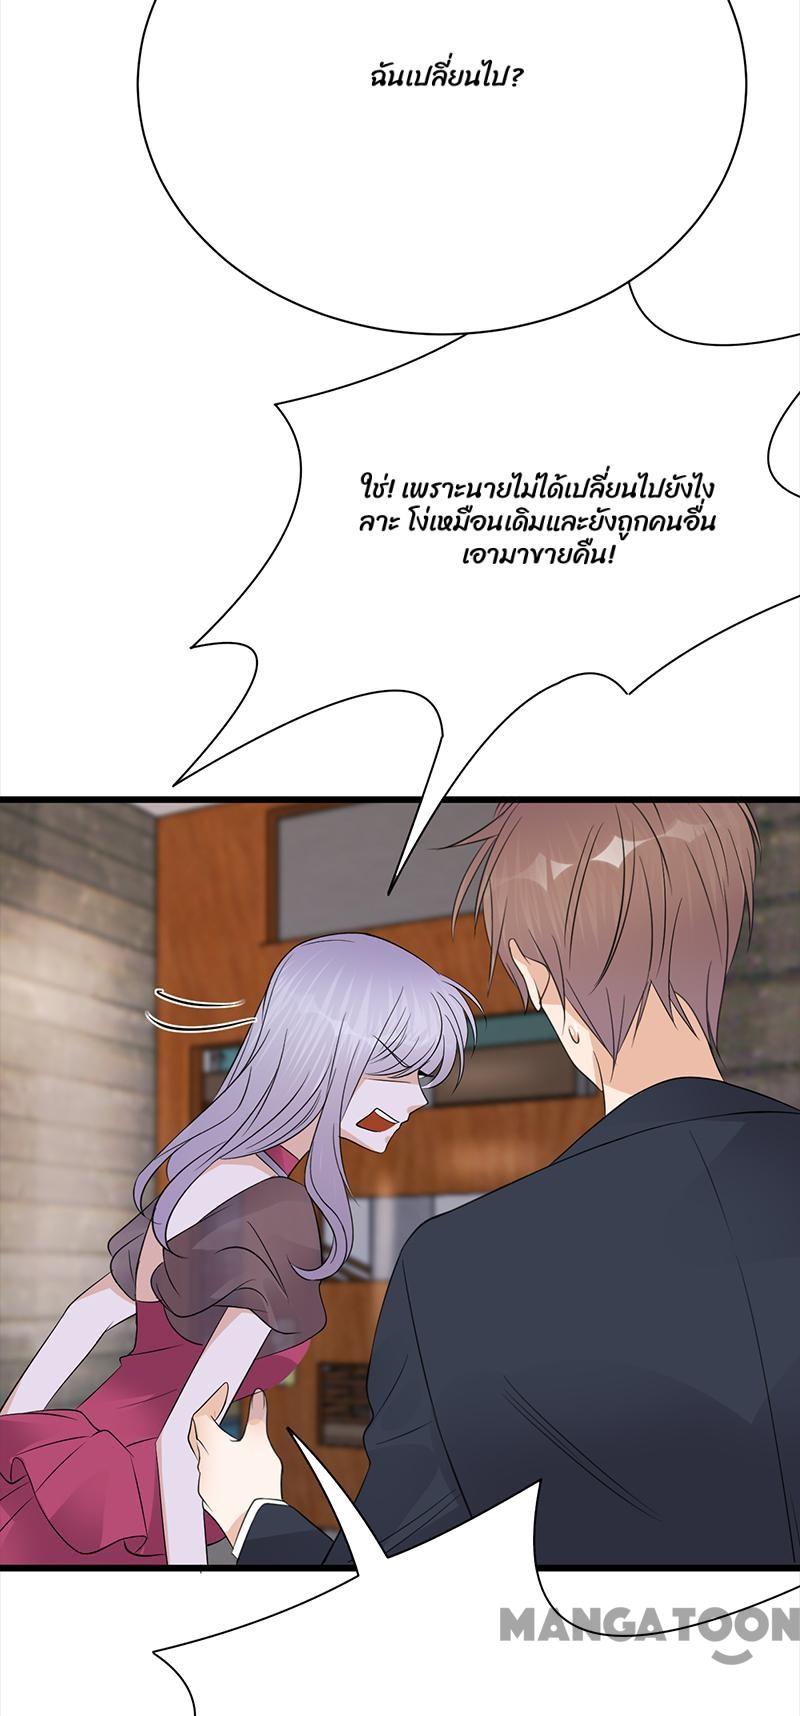 ฉันเปลี่ยนไป?
ใช่! เพราะนายไม่ได้เปลี่ยนไปยังไง
ลาะ โง่เหมือนเดิมและยังถูกคนอื่น
เอามาขายคืน!
MANGATOON